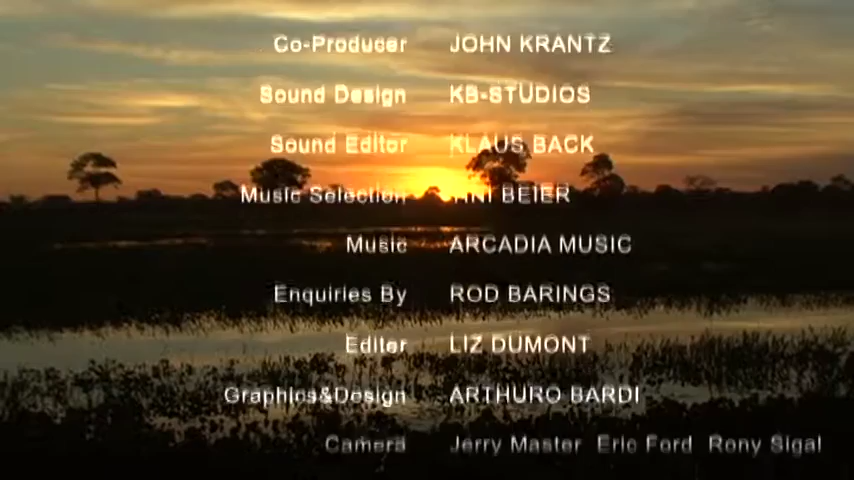 Co-Producer JOHN KRANTZ
Sound Design KB-STUDIOS
Sound Editor KLAUS BACK
Music Selection BEIER
Music ARCADIA MUSIC
Enquiries By ROD BARINGS
Editor LIZ DUMONT
Graphics&Design ARTHURO BARDI
Camera Jerry Master Eric Ford Rony Sigal